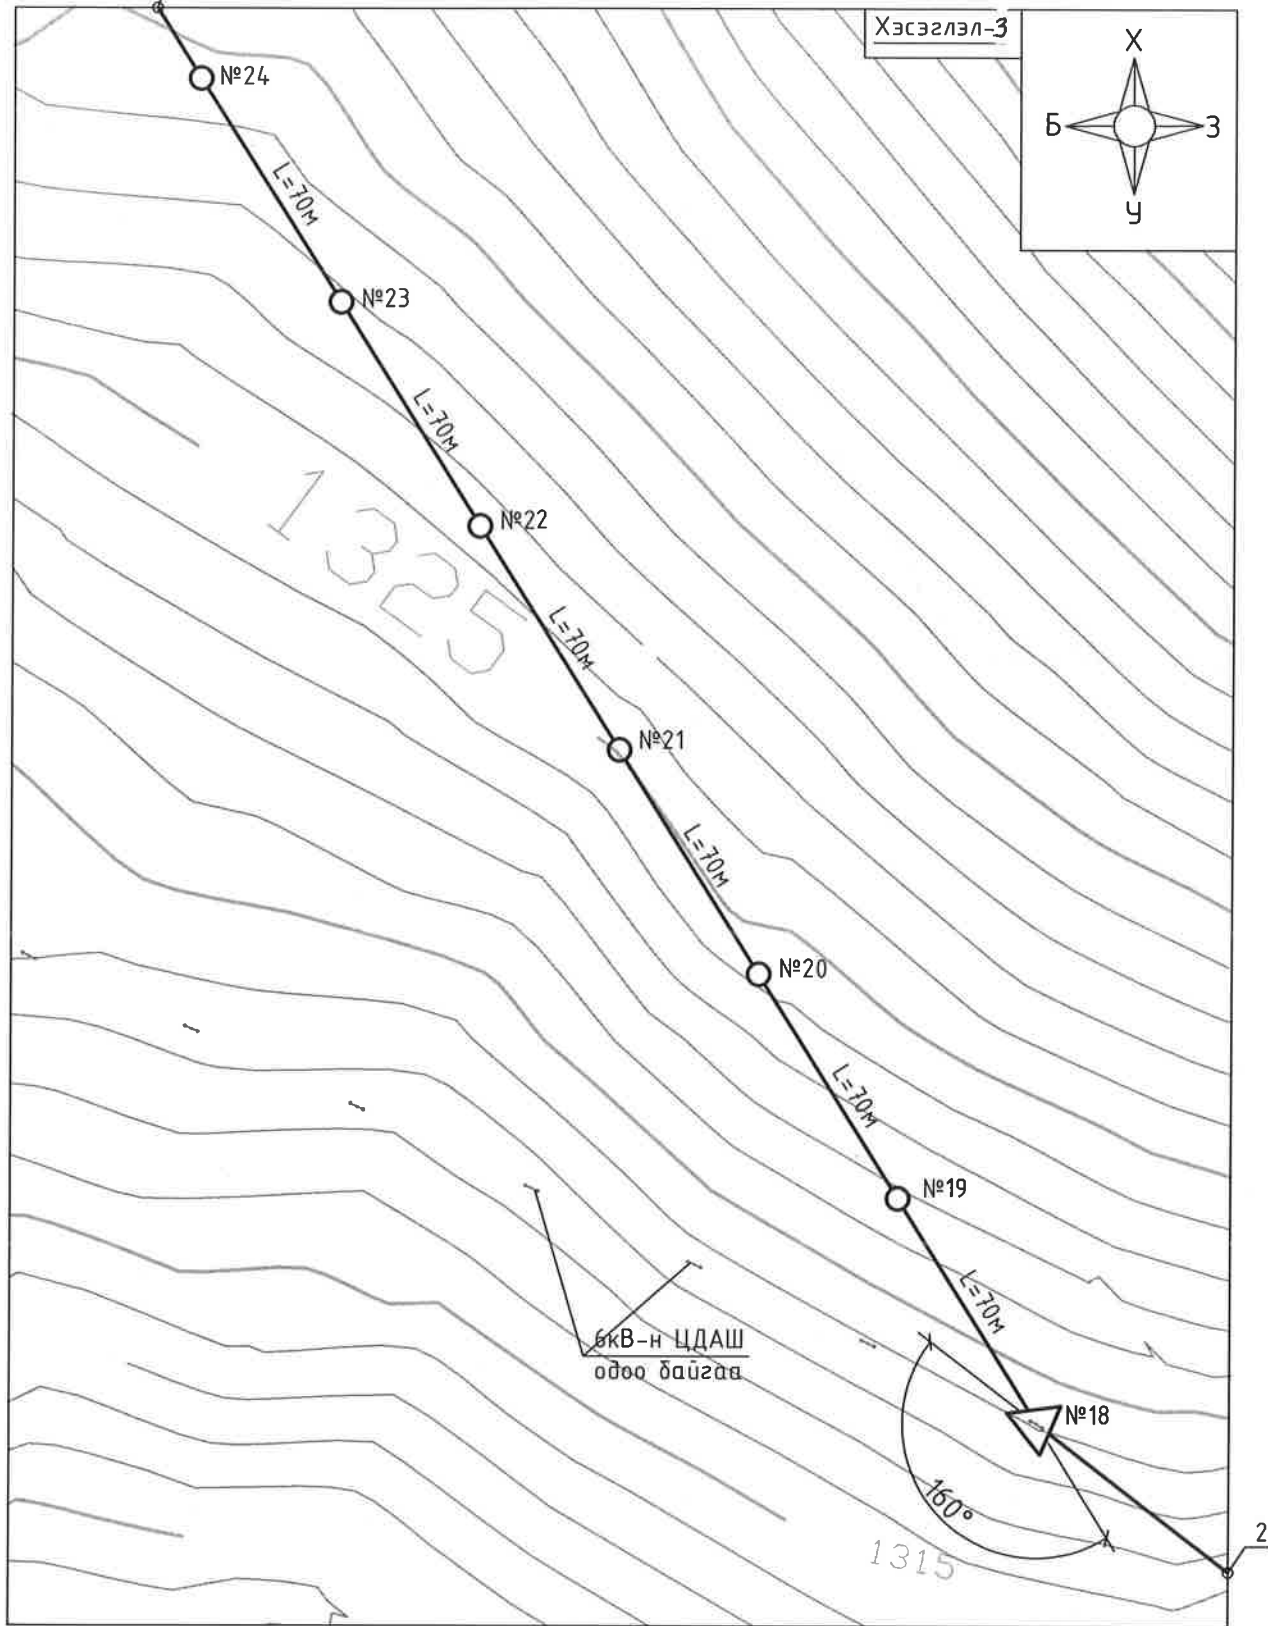 Хэсэглэл-3
Х
Б
З
У
№24
L=70м
№23
L=70м
№22
1325
L=70м
№21
L=70м
№20
L=70м
№19
L=70м
6кВ-н ЦДАШ
одоо байгаа
№18
160°
1315
2